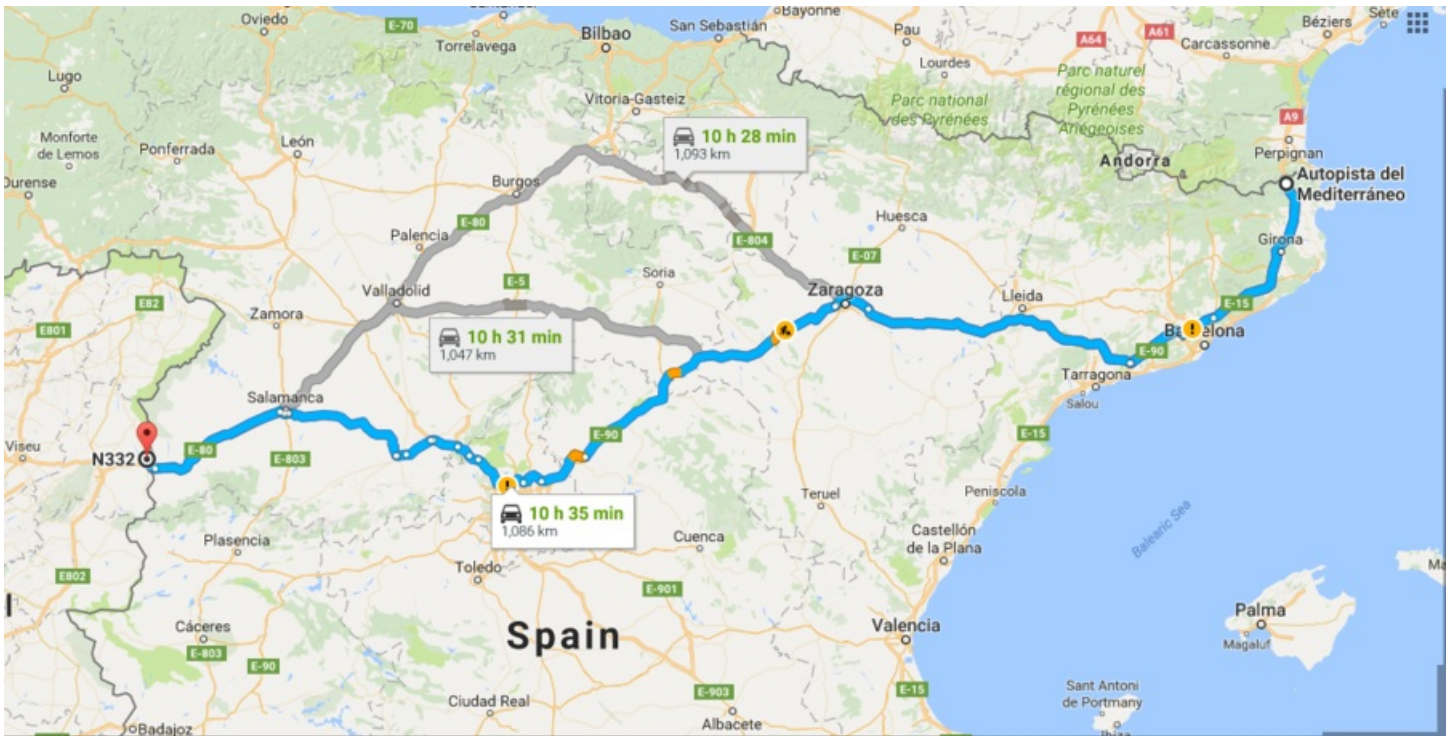 Oviedo
E-70
Torrelavega
Bilbao
San Sebastián
Bayonne
Pau
A64
A61
Béziers
Sète
Carcassonne
Lugo
Lourdes
Parc naturel
régional des
Pyrénées
Ariégeoises
Vitoria-Gasteiz
Parc national
des Pyrénées
A9
Monforte
de Lemos
Ponferrada
León
10 h 28 min
1,093 km
Andorra
Perpignan
Autopista del
Mediterráneo
Ourense
Burgos
E-80
Huesca
Palencia
E-804
E-07
Girona
Soria
E-5
Valladolid
Zaragoza
Lleida
E82
Zamora
E-15
E801
10 h 31 min
1,047 km
E-90
Tarragona
Salou
Salamanca
Viseu
N332
E-80
E-803
E-90
E-15
10 h 35 min
1,086 km
Teruel
Peniscola
Plasencia
Cuenca
Castellón
de la Plana
Balearic Sea
E802
Toledo
E-901
Palma
Magaluf
Cáceres
E-803
E-90
Spain
Valencia
E-903
E-15
Ciudad Real
Sant Antoni
de Portmany
Badajoz
Albacete